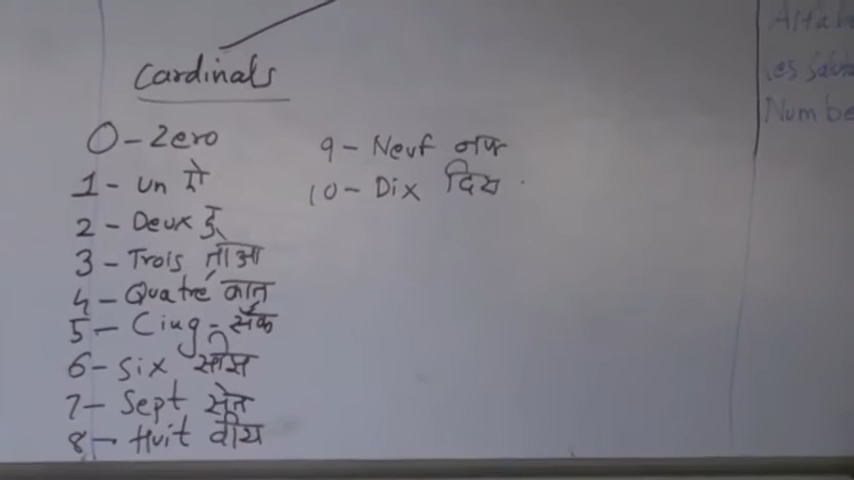 Cardinals
0 - Zero
1 - un
2 - Deux दु
3 - Trois तोआ
4 - Quatré कात
5 - Cinq - सैंक
6 - six सीस
7 - Sept सेत
8 - Huit वीय
9 - Neuf नफ
10 - Dix दिस
Numbe